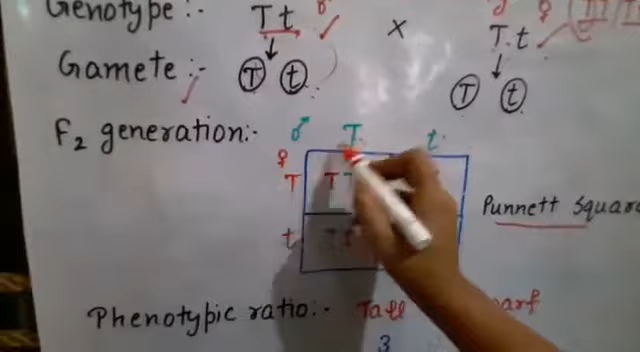 Genotype :- Tt ♂ ✓ x Tt ♀ ✓
Gamete :- T t T t
F2 generation:- ♂ T t
♀
T T T
Punnett Square
t T t
Phenotypic ratio:- Tall
3